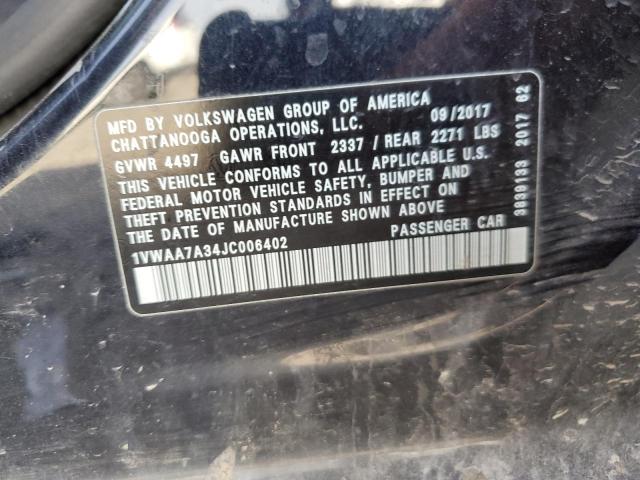 MFD BY VOLKSWAGEN GROUP OF AMERICA
CHATTANOOGA OPERATIONS, LLC. 09/2017
GVWR 4497 GAWR FRONT 2337 / REAR 2271 LBS
THIS VEHICLE CONFORMS TO ALL APPLICABLE U.S.
FEDERAL MOTOR VEHICLE SAFETY, BUMPER AND
THEFT PREVENTION STANDARDS IN EFFECT ON
THE DATE OF MANUFACTURE SHOWN ABOVE
1VWAA7A34JC006402 PASSENGER CAR
3839133 2017 62